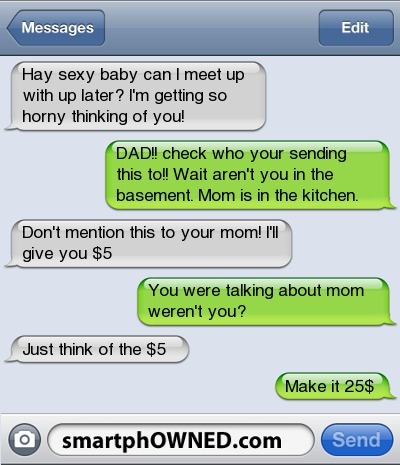 Messages
Edit
Hay sexy baby can I meet up
with up later? I'm getting so
horny thinking of you!
DAD!! check who your sending
this to!! Wait aren't you in the
basement. Mom is in the kitchen.
Don't mention this to your mom! I'll
give you $5
You were talking about mom
weren't you?
Just think of the $5
Make it 25$
smartphOWNED.com
Send